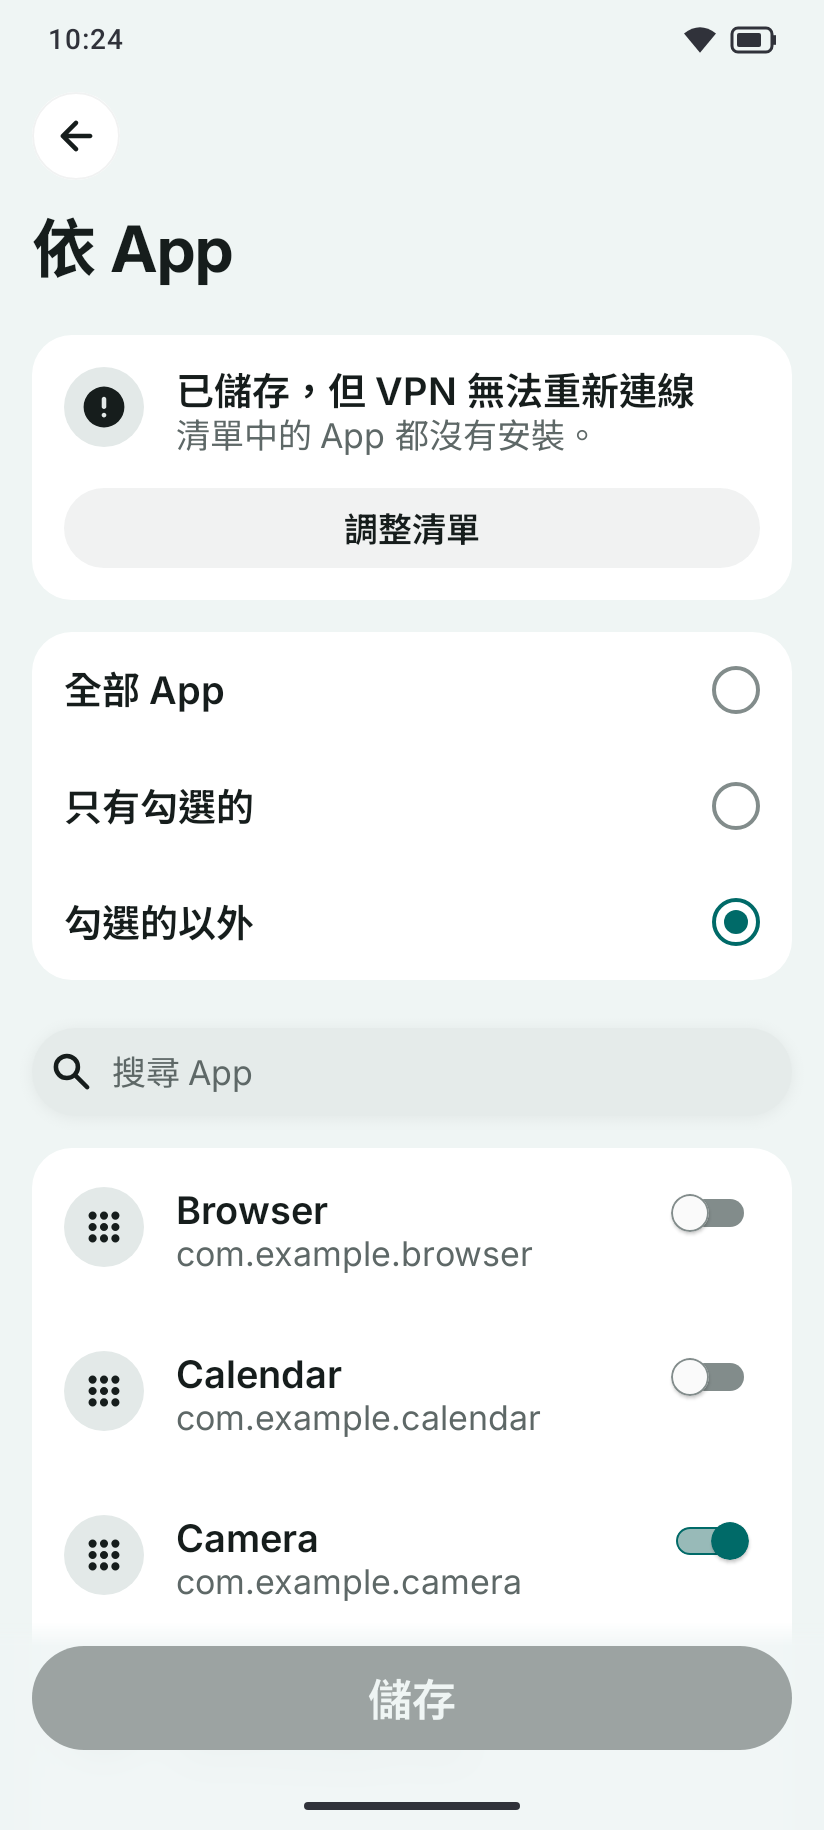 10:24
依 App
已儲存，但 VPN 無法重新連線
清單中的 App 都沒有安裝。
調整清單
全部 App
只有勾選的
勾選的以外
搜尋 App
Browser
com.example.browser
Calendar
com.example.calendar
Camera
com.example.camera
儲存